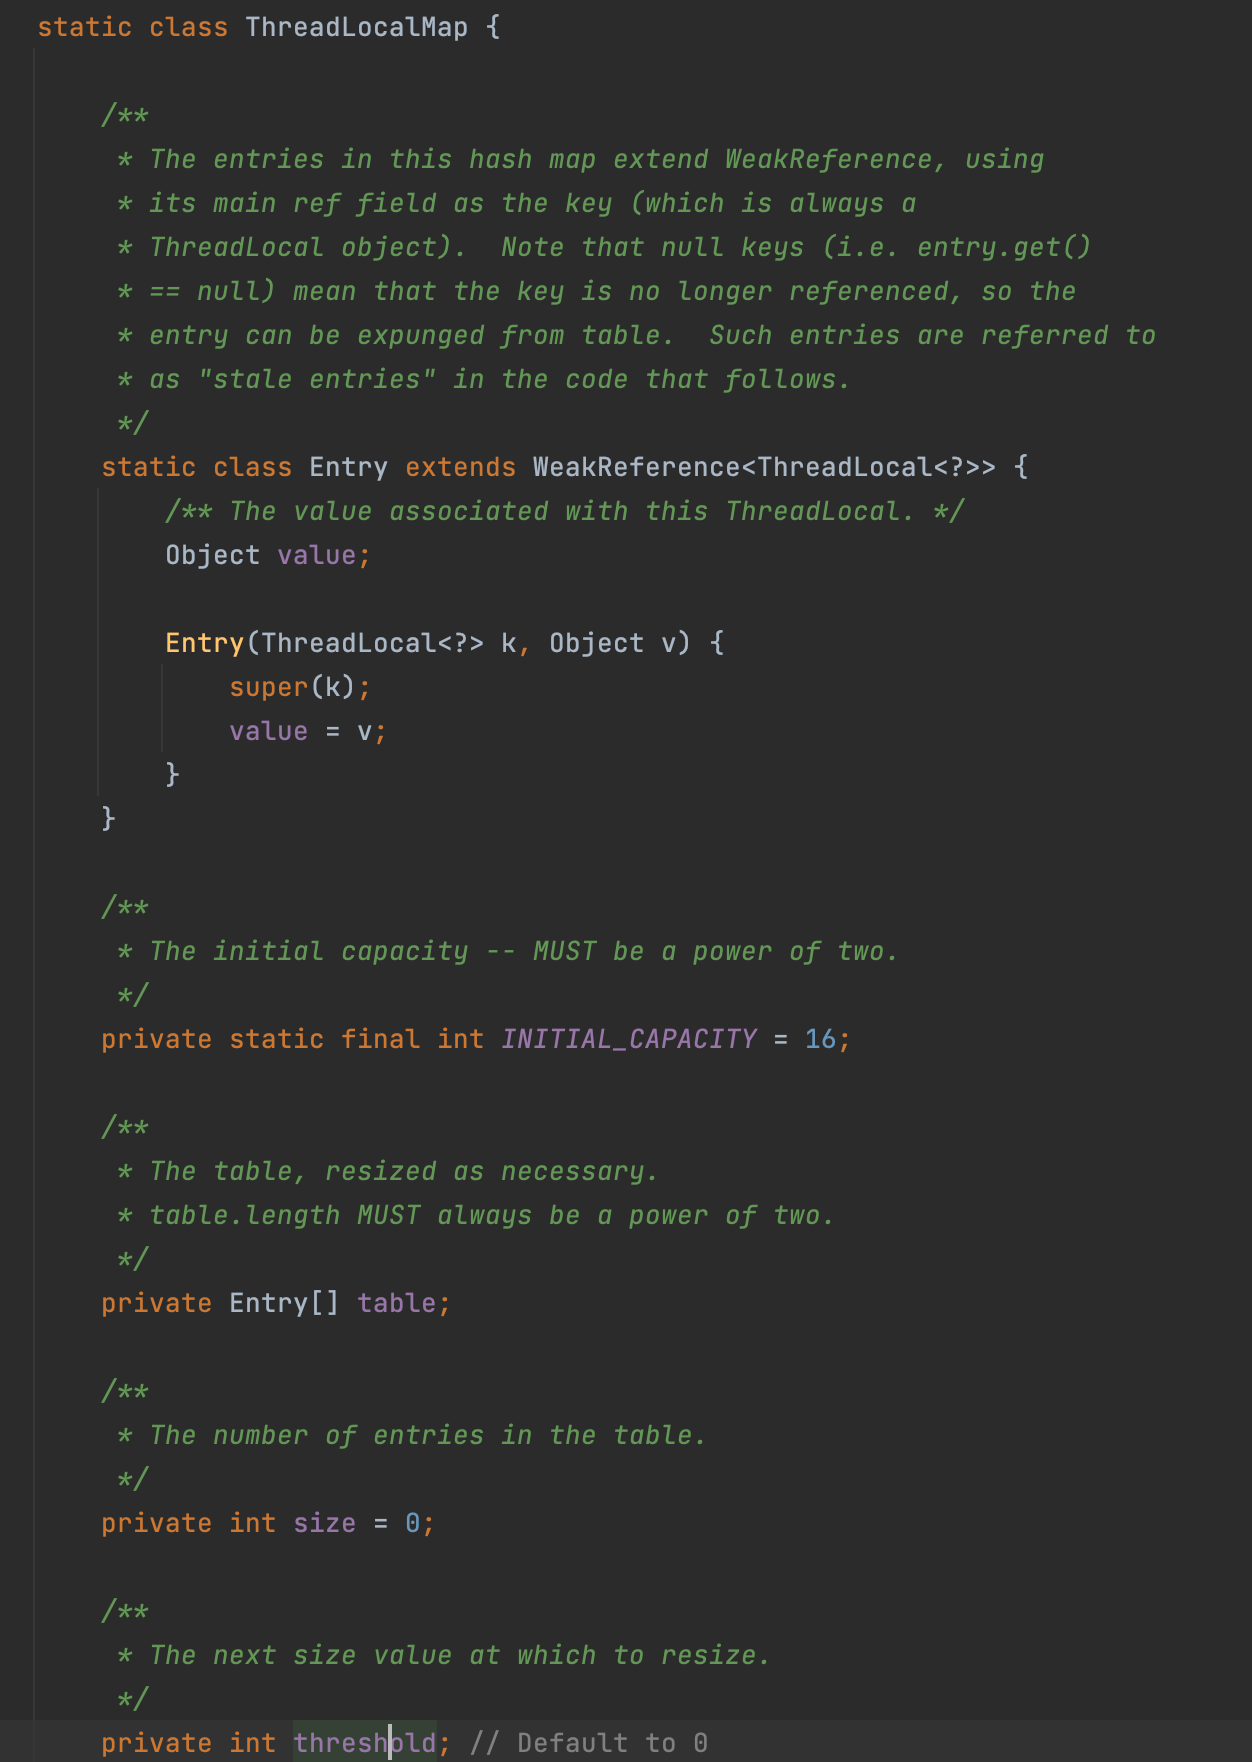 static class ThreadLocalMap {
/**
* The entries in this hash map extend WeakReference, using
* its main ref field as the key (which is always a
* ThreadLocal object).  Note that null keys (i.e. entry.get()
* == null) mean that the key is no longer referenced, so the
* entry can be expunged from table.  Such entries are referred to
* as "stale entries" in the code that follows.
*/
static class Entry extends WeakReference<ThreadLocal<?>> {
/** The value associated with this ThreadLocal. */
Object value;
Entry(ThreadLocal<?> k, Object v) {
super(k);
value = v;
}
}
/**
* The initial capacity -- MUST be a power of two.
*/
private static final int INITIAL_CAPACITY = 16;
/**
* The table, resized as necessary.
* table.length MUST always be a power of two.
*/
private Entry[] table;
/**
* The number of entries in the table.
*/
private int size = 0;
/**
* The next size value at which to resize.
*/
private int threshold; // Default to 0